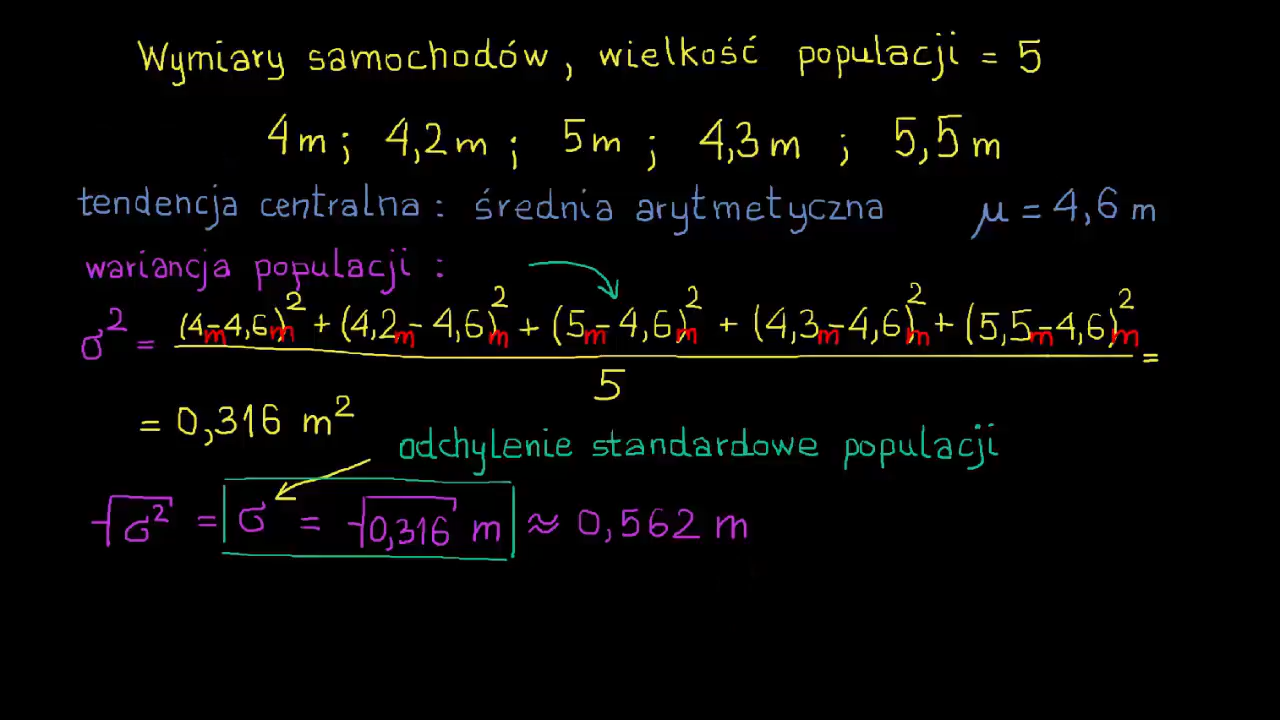 Wymiary samochodów, wielkość populacji = 5
4m; 4,2m; 5m; 4,3m; 5,5m
tendencja centralna: średnia arytmetyczna μ = 4,6 m
wariancja populacji:
σ² = (4m-4,6m)² + (4,2m-4,6m)² + (5m-4,6m)² + (4,3m-4,6m)² + (5,5m-4,6m)² =
5
= 0,316 m²
odchylenie standardowe populacji
√σ² = σ = √0,316 m ≈ 0,562 m